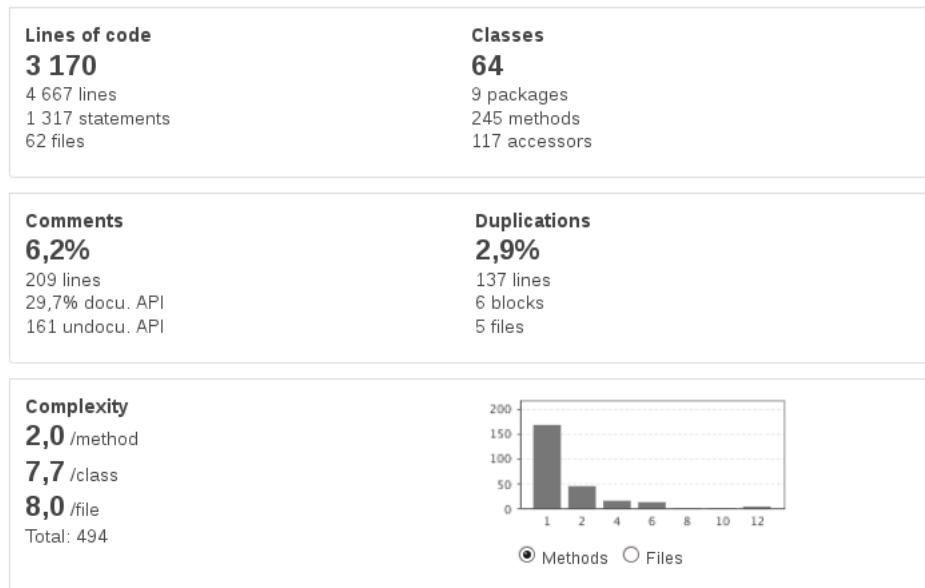 Lines of code
3 170
4 667 lines
1 317 statements
62 files
Classes
64
9 packages
245 methods
117 accessors
Comments
6,2%
209 lines
29,7% docu. API
161 undocu. API
Duplications
2,9%
137 lines
6 blocks
5 files
Complexity
2,0 /method
7,7 /class
8,0 /file
Total: 494
200
150
100
50
0
1 2 4 6 8 10 12
Methods Files